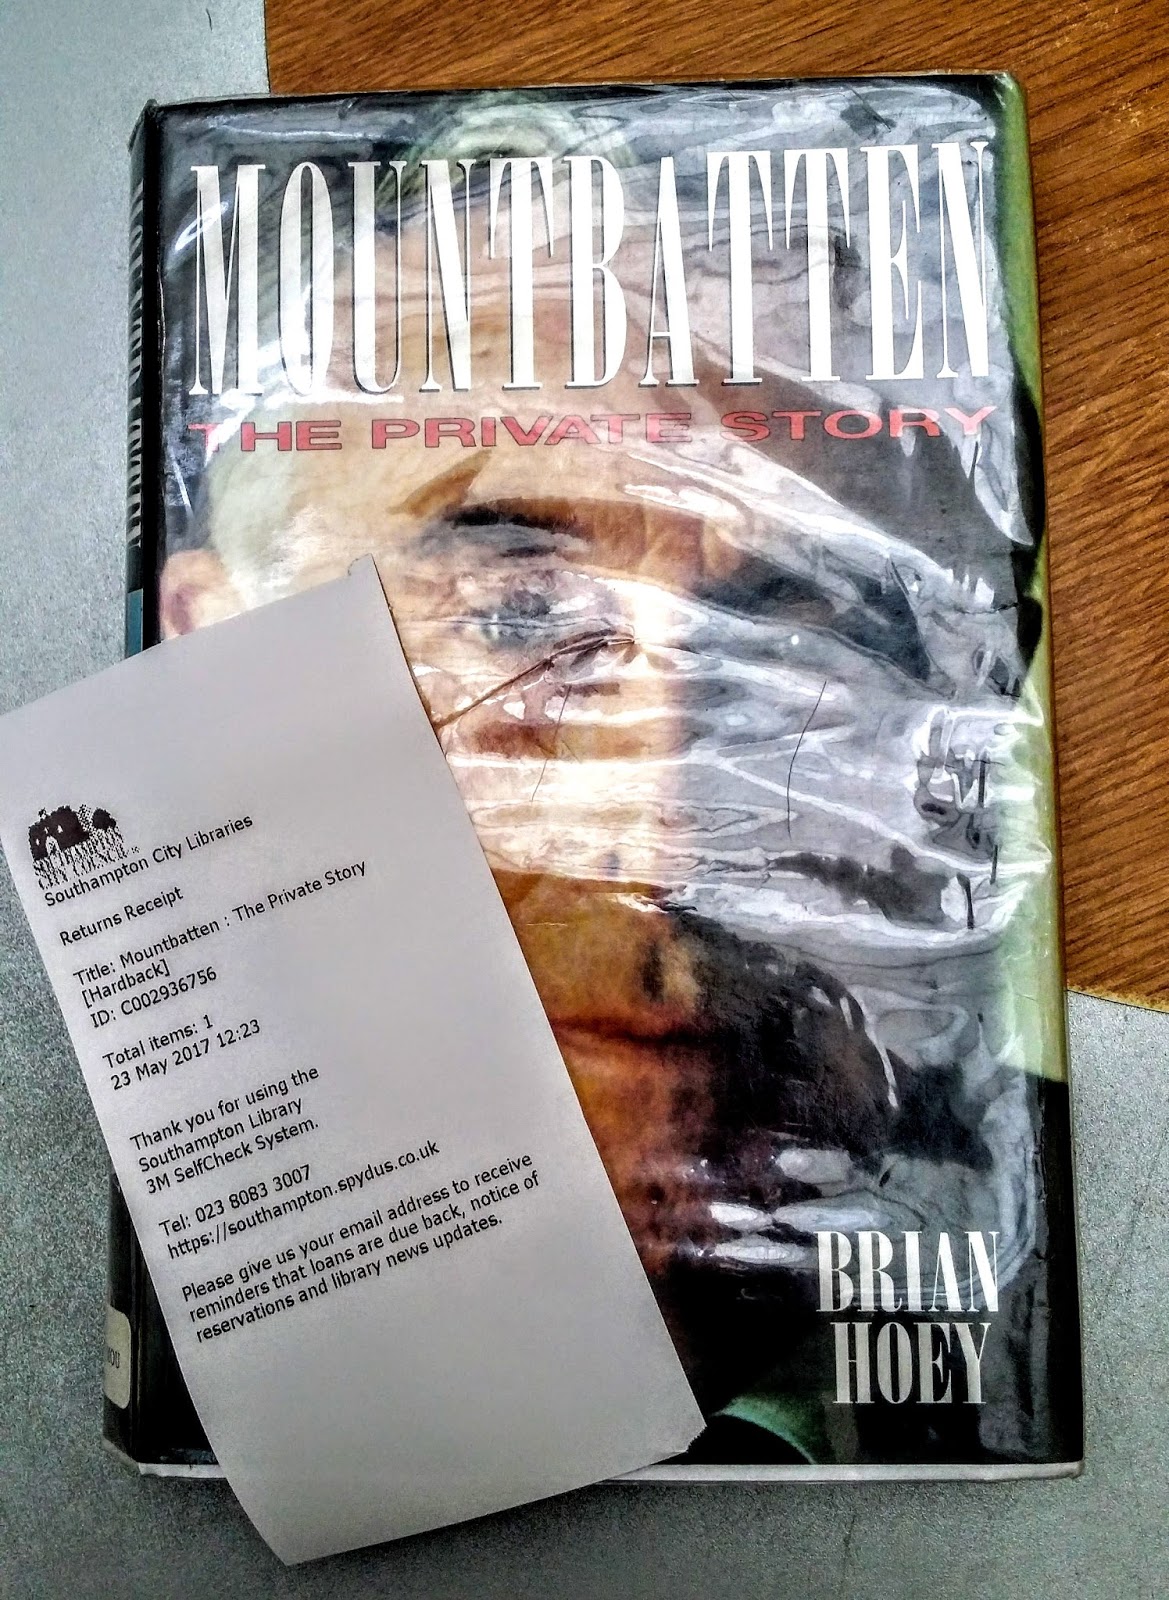 MOUNTBATTEN
THE PRIVATE STORY
BRIAN
HOEY
SOUTHAMPTON
CITY COUNCIL
Southampton City Libraries
Returns Receipt
Title: Mountbatten : The Private Story
[Hardback]
ID: C002936756
Total items: 1
23 May 2017 12:23
Thank you for using the
Southampton Library
3M SelfCheck System.
Tel: 023 8083 3007
https://southampton.spydus.co.uk
Please give us your email address to receive
reminders that loans are due back, notice of
reservations and library news updates.